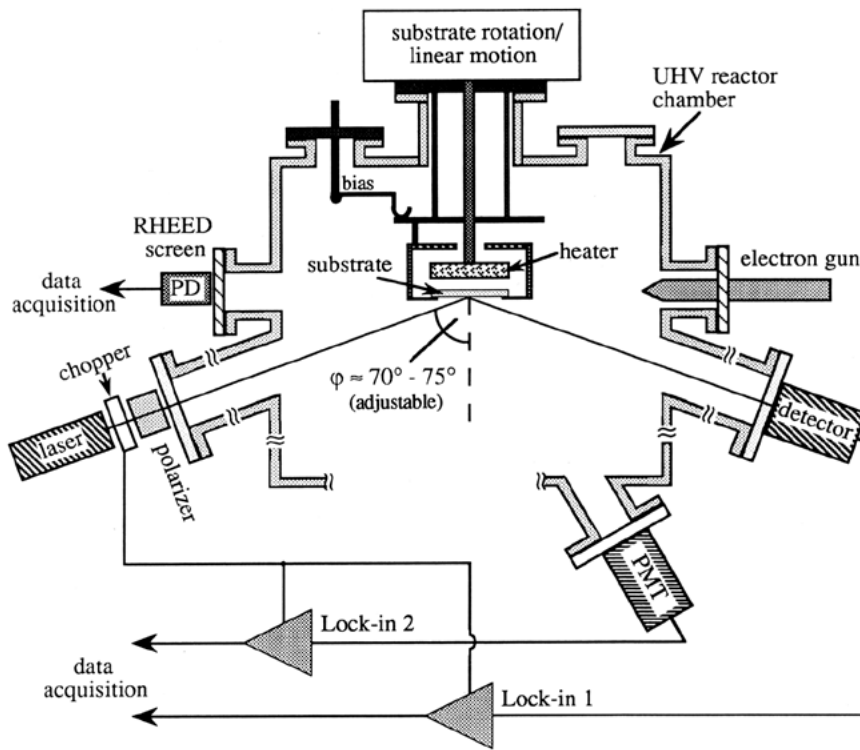 substrate rotation/
linear motion
UHV reactor
chamber
bias
RHEED
screen
heater
substrate
electron gun
data
acquisition
PD
chopper
φ ≈ 70° - 75°
(adjustable)
laser
polarizer
detector
PMT
Lock-in 2
data
acquisition
Lock-in 1